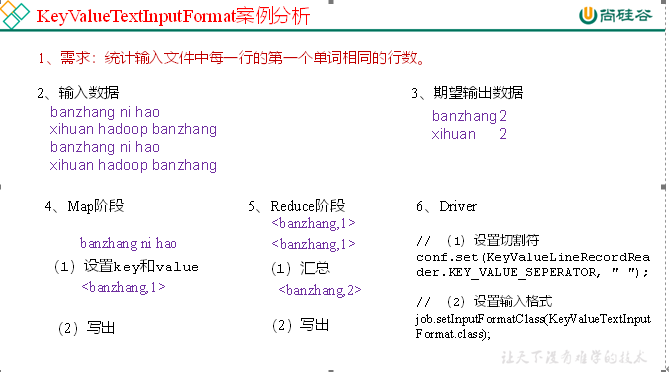 KeyValueTextInputFormat案例分析
尚硅谷
1、需求：统计输入文件中每一行的第一个单词相同的行数。
2、输入数据
banzhang ni hao
xihuan hadoop banzhang
banzhang ni hao
xihuan hadoop banzhang
3、期望输出数据
banzhang 2
xihuan 2
4、Map阶段
banzhang ni hao
（1）设置key和value
<banzhang,1>
（2）写出
5、Reduce阶段
<banzhang,1>
<banzhang,1>
（1）汇总
<banzhang,2>
（2）写出
6、Driver
// （1）设置切割符
conf.set(KeyValueLineRecordRea
der.KEY_VALUE_SEPERATOR, " ");
// （2）设置输入格式
job.setInputFormatClass(KeyValueTextInput
Format.class);
让天下没有难学的技术